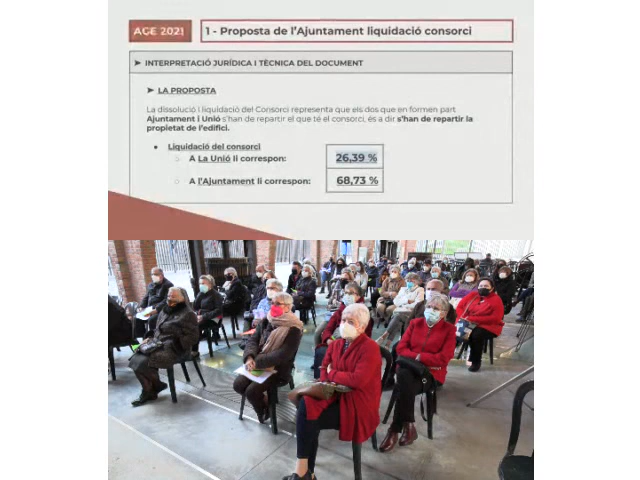 AGE 2021
1 - Proposta de l'Ajuntament liquidació consorci
➤ INTERPRETACIÓ JURÍDICA I TÈCNICA DEL DOCUMENT
➤ LA PROPOSTA
La dissolució i liquidació del Consorci representa que els dos que en formen part
Ajuntament i Unió s'han de repartir el que té el consorci, és a dir s'han de repartir la
propietat de l'edifici.
• Liquidación del consorci
○ A La Unió li correspon: 26,39 %
○ A l'Ajuntament li correspon: 68,73 %